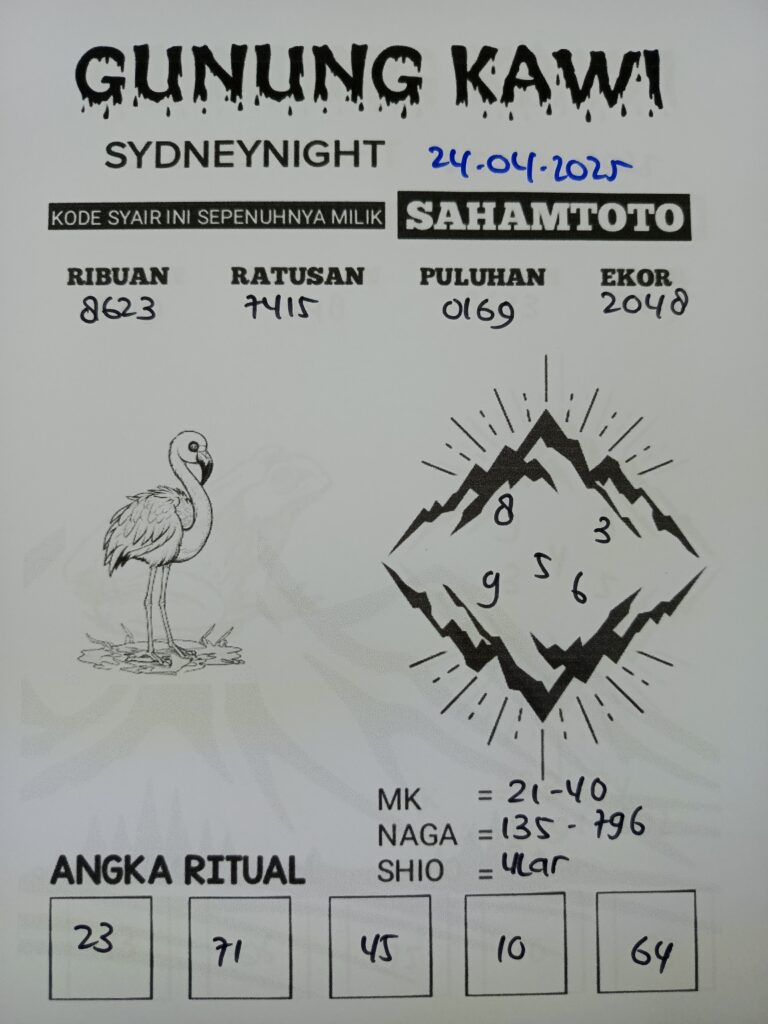 GUNUNG KAWI
SYDNEYNIGHT 24-04-2025
KODE SYAIR INI SEPENUHNYA MILIK SAHAMTOTO
RIBUAN RATUSAN PULUHAN EKOR
8623 7415 0169 2048
8 3
5
9 6
MK = 21-40
NAGA = 135 - 796
SHIO = ular
ANGKA RITUAL
23 71 45 10 64